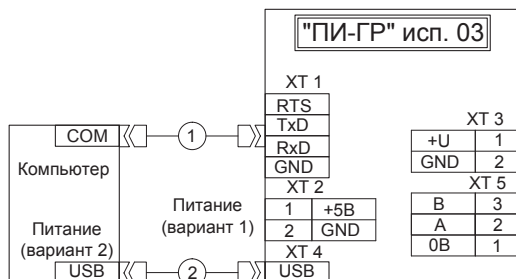 "ПИ-ГР" исп. 03
XT 1
RTS
TxD
RxD
GND
COM
1
Компьютер
XT 3
+U 1
GND 2
XT 2
1 +5В
2 GND
Питание
(вариант 1)
XT 5
B 3
A 2
0В 1
Питание
(вариант 2)
XT 4
USB
2
USB